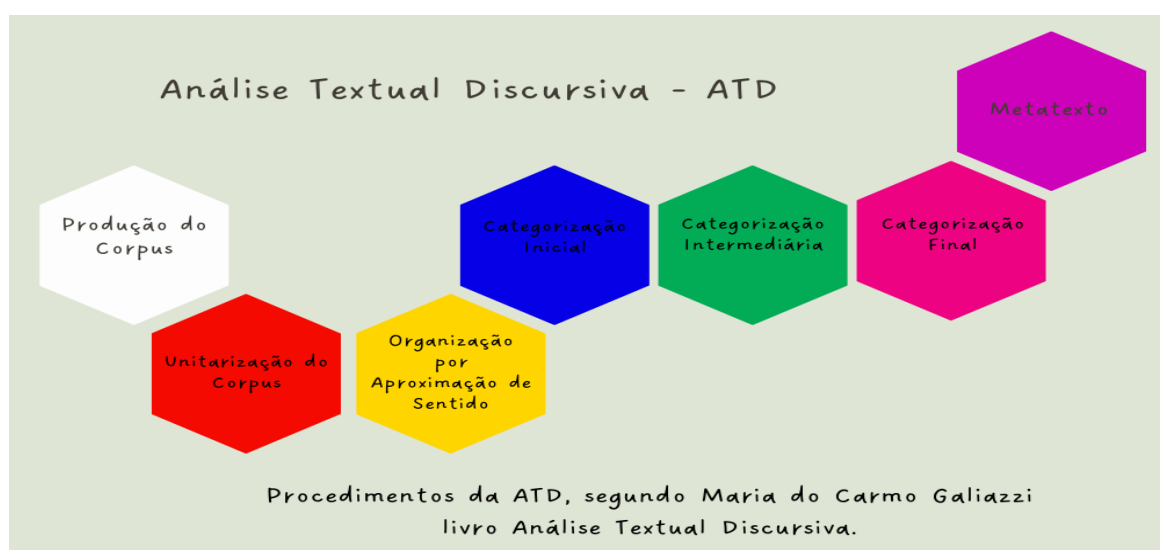 Análise Textual Discursiva - ATD
Metatexto
Produção do
Corpus
Categorização
Inicial
Categorização
Intermediária
Categorização
Final
Unitarização do
Corpus
Organização
por
Aproximação de
Sentido
Procedimentos da ATD, segundo Maria do Carmo Galiazzi
livro Análise Textual Discursiva.